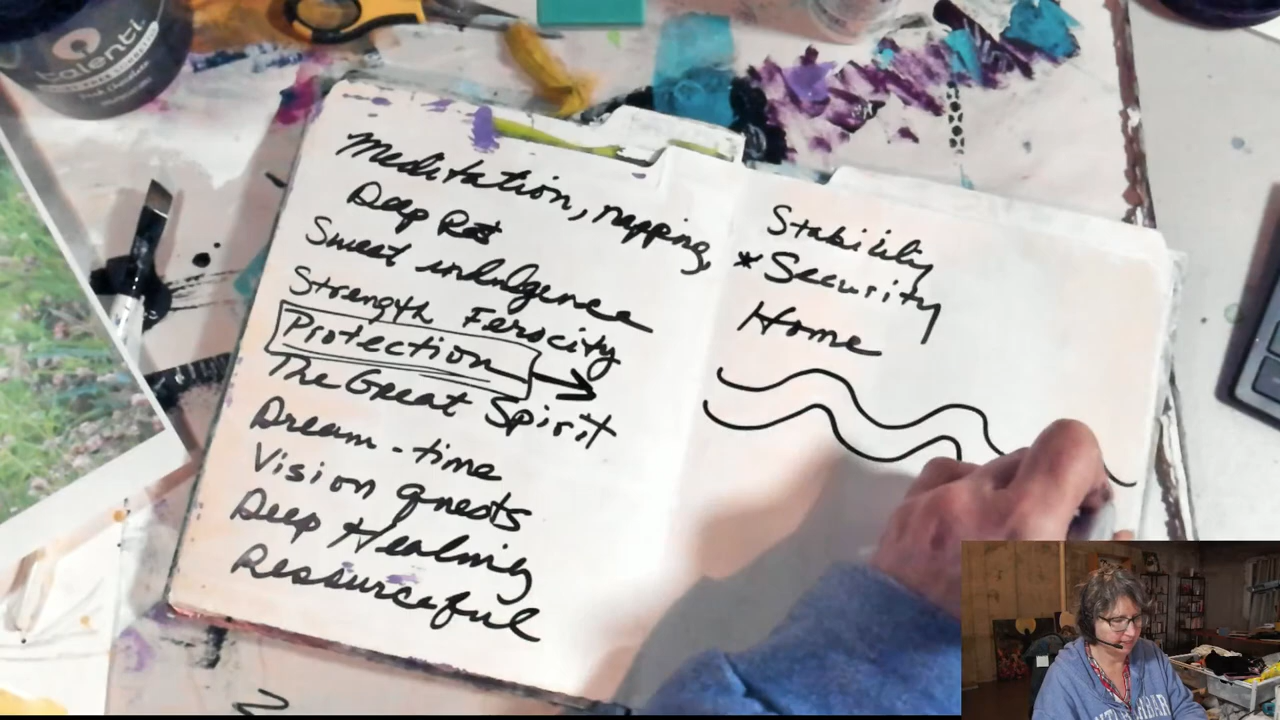 talenti
Meditation, napping,
Deep Rest
Sweet indulgence
Strength Ferocity
Protection
The Great Spirit
Dream-time
Vision quests
Deep Healing
Resourceful
Stability
* Security
Home